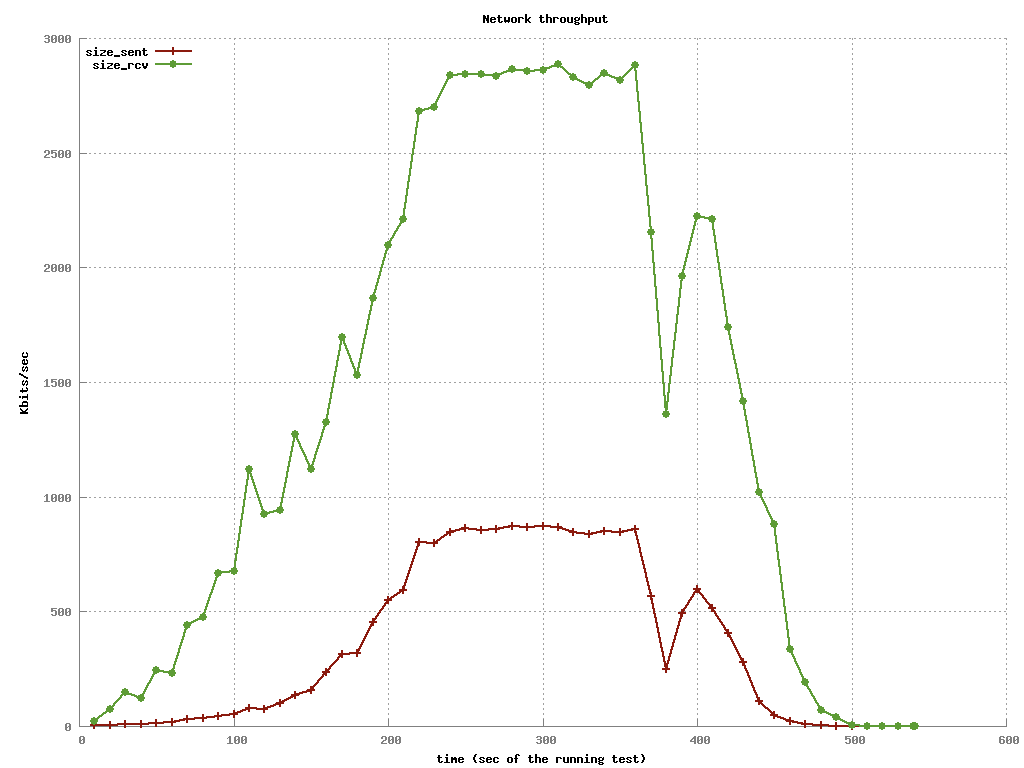 Network throughput
size_sent
size_rcv
3000
2500
2000
1500
1000
500
0
Kbits/sec
0 100 200 300 400 500 600
time (sec of the running test)